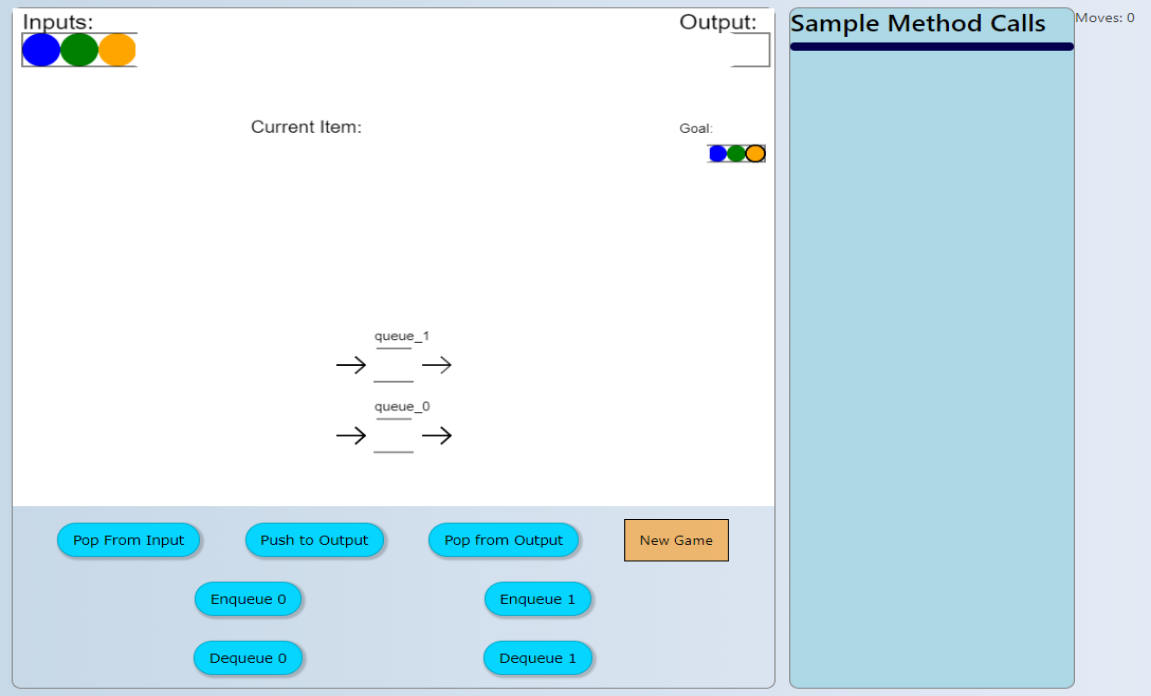 Inputs:
Output:
Sample Method Calls
Moves: 0
Current Item:
Goal:
queue_1
queue_0
Pop From Input
Push to Output
Pop from Output
New Game
Enqueue 0
Enqueue 1
Dequeue 0
Dequeue 1